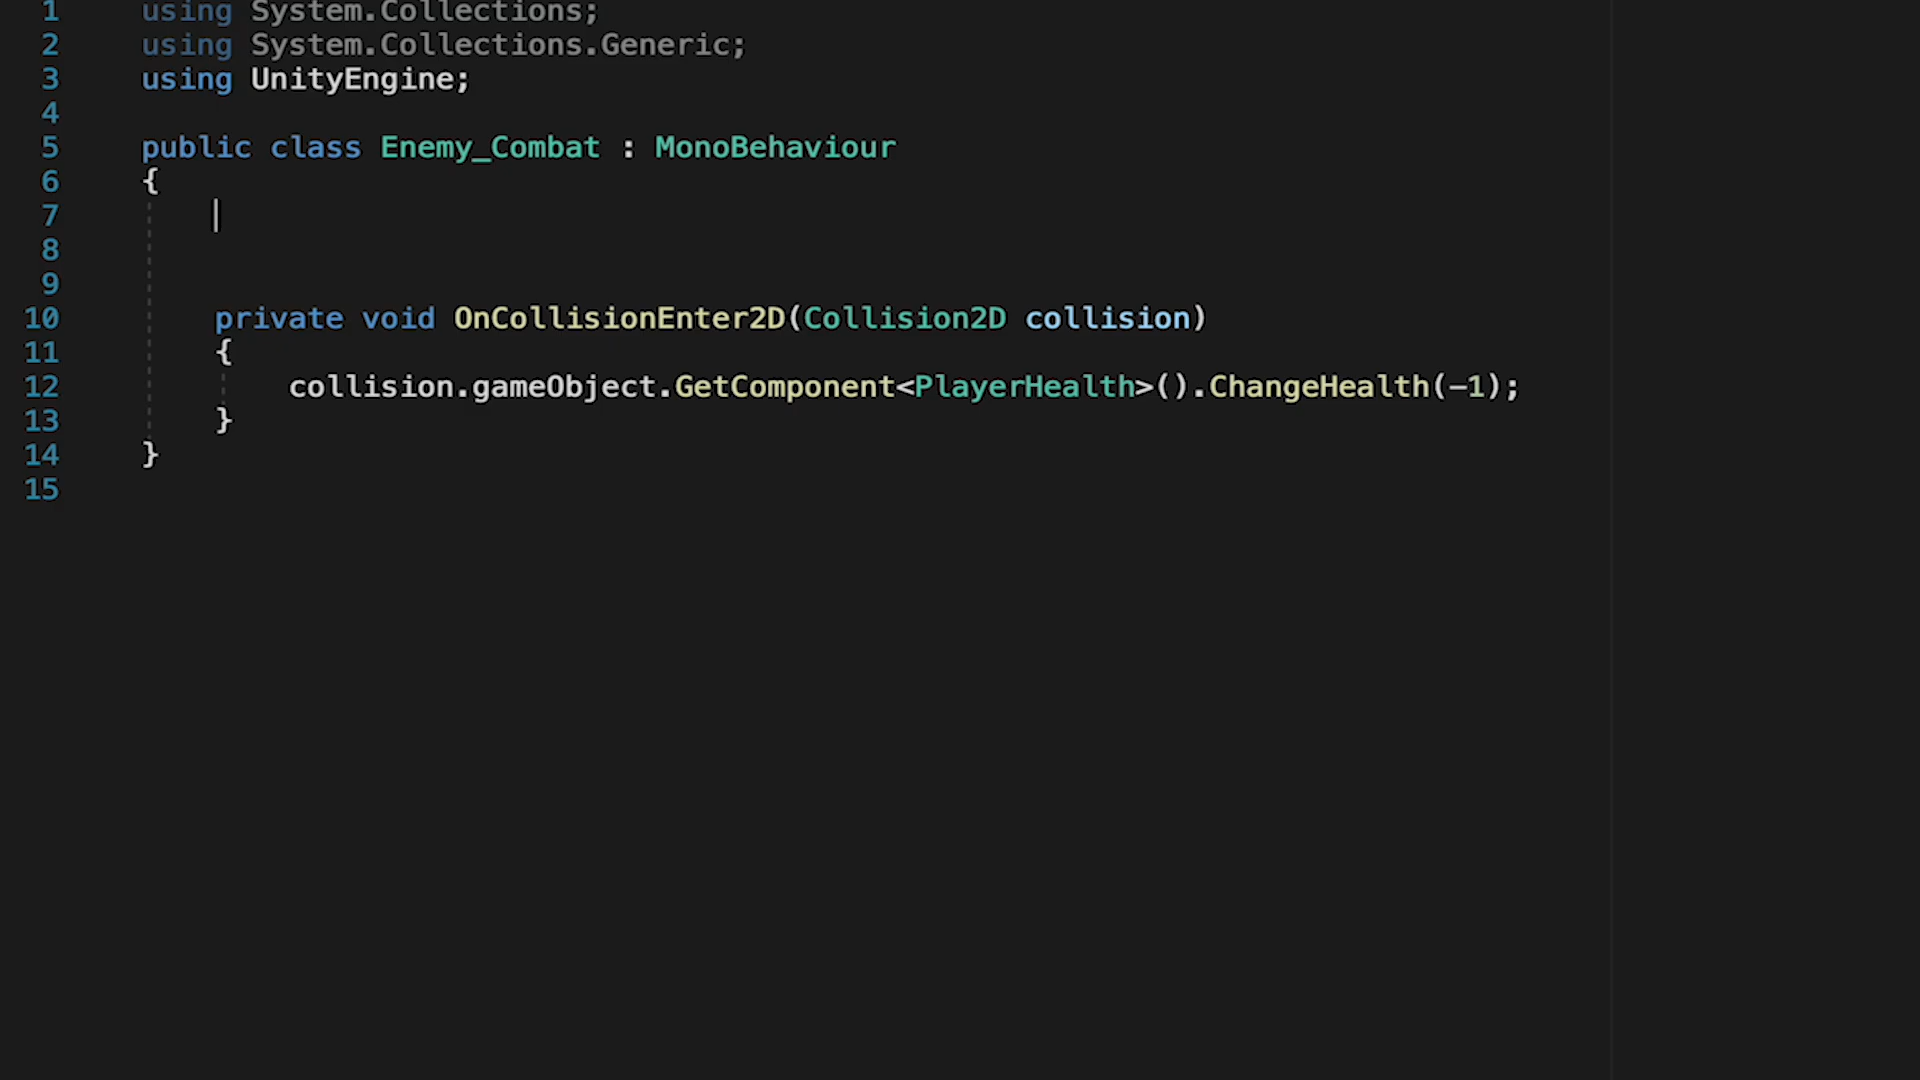 1 using System.Collections;
2 using System.Collections.Generic;
3 using UnityEngine;
4
5 public class Enemy_Combat : MonoBehaviour
6 {
7
8
9
10 private void OnCollisionEnter2D(Collision2D collision)
11 {
12 collision.gameObject.GetComponent<PlayerHealth>().ChangeHealth(-1);
13 }
14 }
15